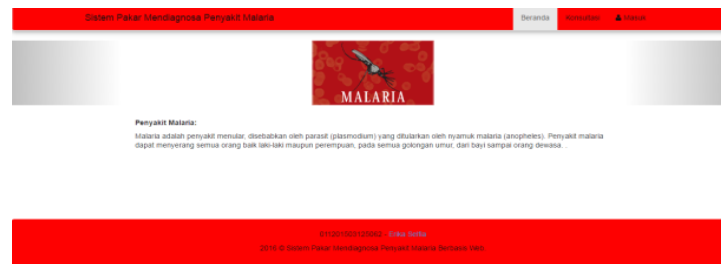 Sistem Pakar Mendiagnosa Penyakit Malaria
Beranda
Konsultasi
Masuk
MALARIA
Penyakit Malaria:
Malaria adalah penyakit menular, disebabkan oleh parasit (plasmodium) yang ditularkan oleh nyamuk malaria (anopheles). Penyakit malaria
dapat menyerang semua orang baik laki-laki maupun perempuan, pada semua golongan umur, dari bayi sampai orang dewasa. .
2016 © Sistem Pakar Mendiagnosa Penyakit Malaria Berbasis Web.